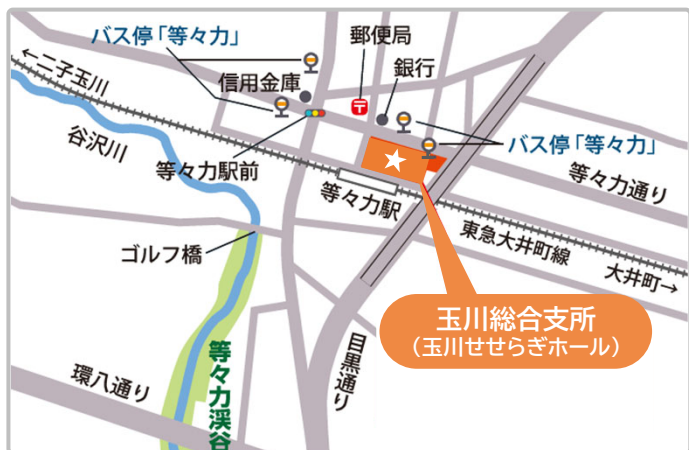 バス停「等々力」
郵便局
銀行
←二子玉川
信用金庫
谷沢川
等々力駅前
バス停「等々力」
等々力通り
等々力駅
東急大井町線
大井町→
ゴルフ橋
玉川総合支所
（玉川せせらぎホール）
目黒通り
等々力渓谷
環八通り